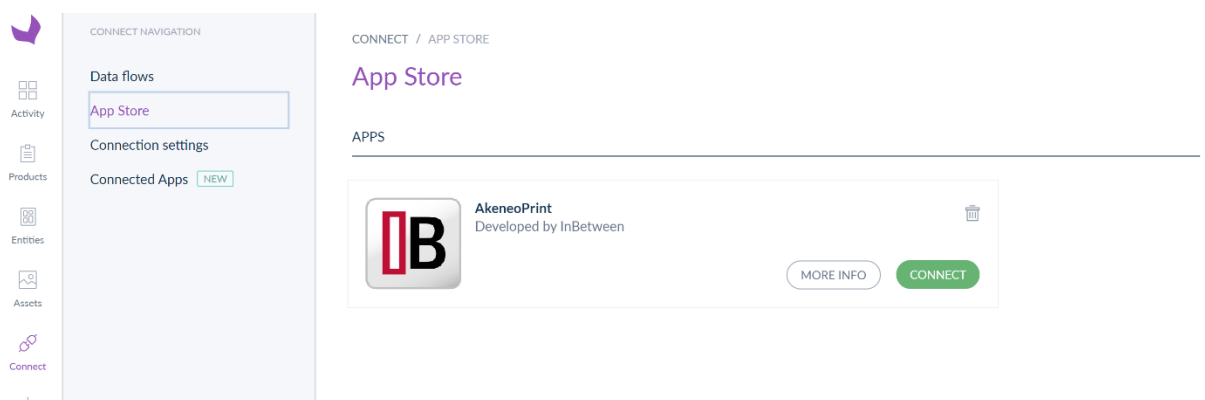 Activity
Products
Entities
Assets
Connect
CONNECT NAVIGATION
Data flows
App Store
Connection settings
Connected Apps NEW
CONNECT / APP STORE
App Store
APPS
IB
AkeneoPrint
Developed by InBetween
MORE INFO
CONNECT